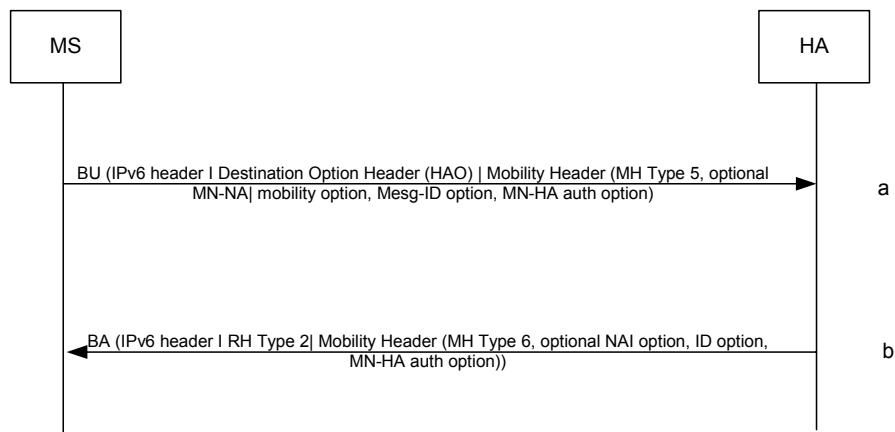 MS
HA
BU (IPv6 header I Destination Option Header (HAO) | Mobility Header (MH Type 5, optional
MN-NA| mobility option, Mesg-ID option, MN-HA auth option)
a
BA (IPv6 header I RH Type 2| Mobility Header (MH Type 6, optional NAI option, ID option,
MN-HA auth option))
b